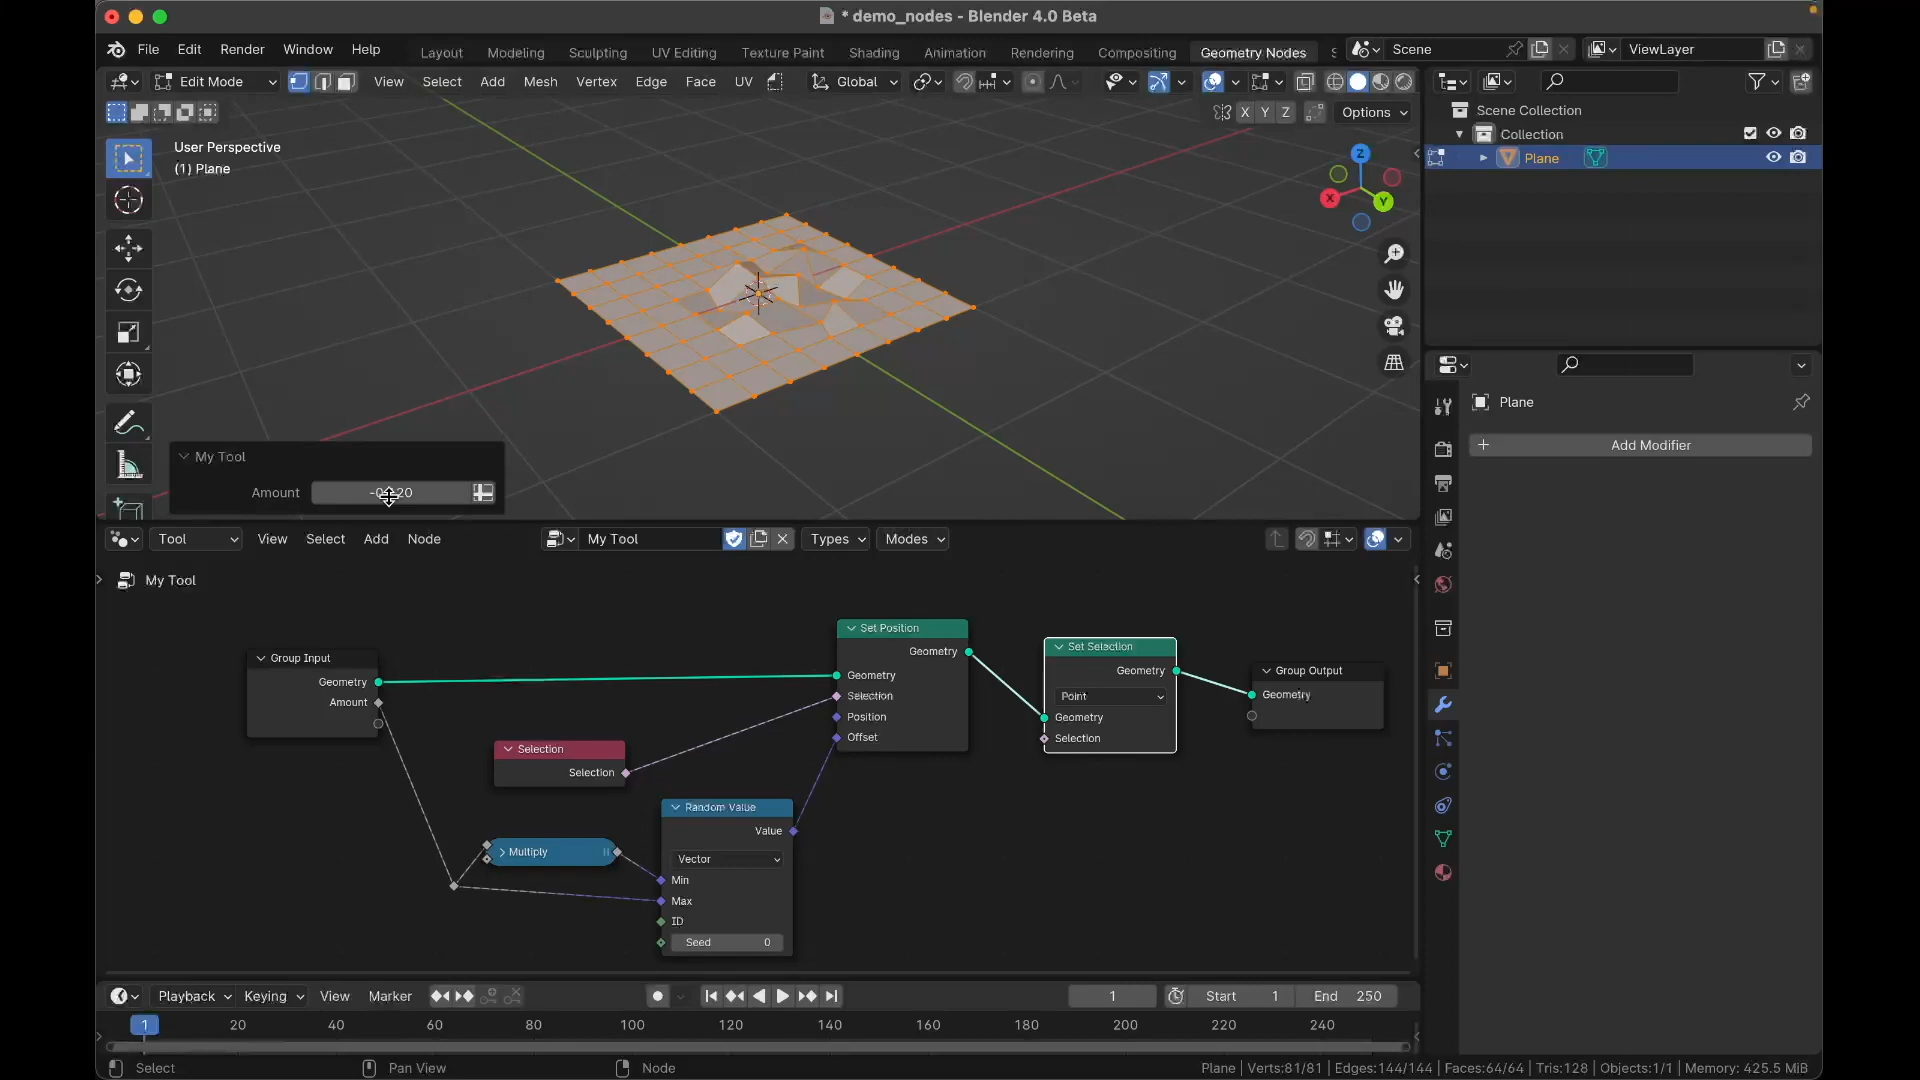 * demo_nodes - Blender 4.0 Beta
File Edit Render Window Help
Layout Modeling Sculpting UV Editing Texture Paint Shading Animation Rendering Compositing Geometry Nodes
Scene
ViewLayer
Edit Mode
View Select Add Mesh Vertex Edge Face UV
Global
X Y Z
Options
User Perspective
(1) Plane
Z
X
Y
Scene Collection
Collection
Plane
Plane
Add Modifier
My Tool
Amount
Tool
View Select Add Node
My Tool
Types
Modes
My Tool
Group Input
Geometry
Amount
Selection
Selection
Multiply
Random Value
Value
Vector
Min
Max
ID
Seed 0
Set Position
Geometry
Geometry
Selection
Position
Offset
Set Selection
Geometry
Point
Geometry
Selection
Group Output
Geometry
Playback Keying View Marker
1
Start 1
End 250
1 20 40 60 80 100 120 140 160 180 200 220 240
Select
Pan View
Node
Plane | Verts:81/81 | Edges:144/144 | Faces:64/64 | Tris:128 | Objects:1/1 | Memory: 425.5 MiB